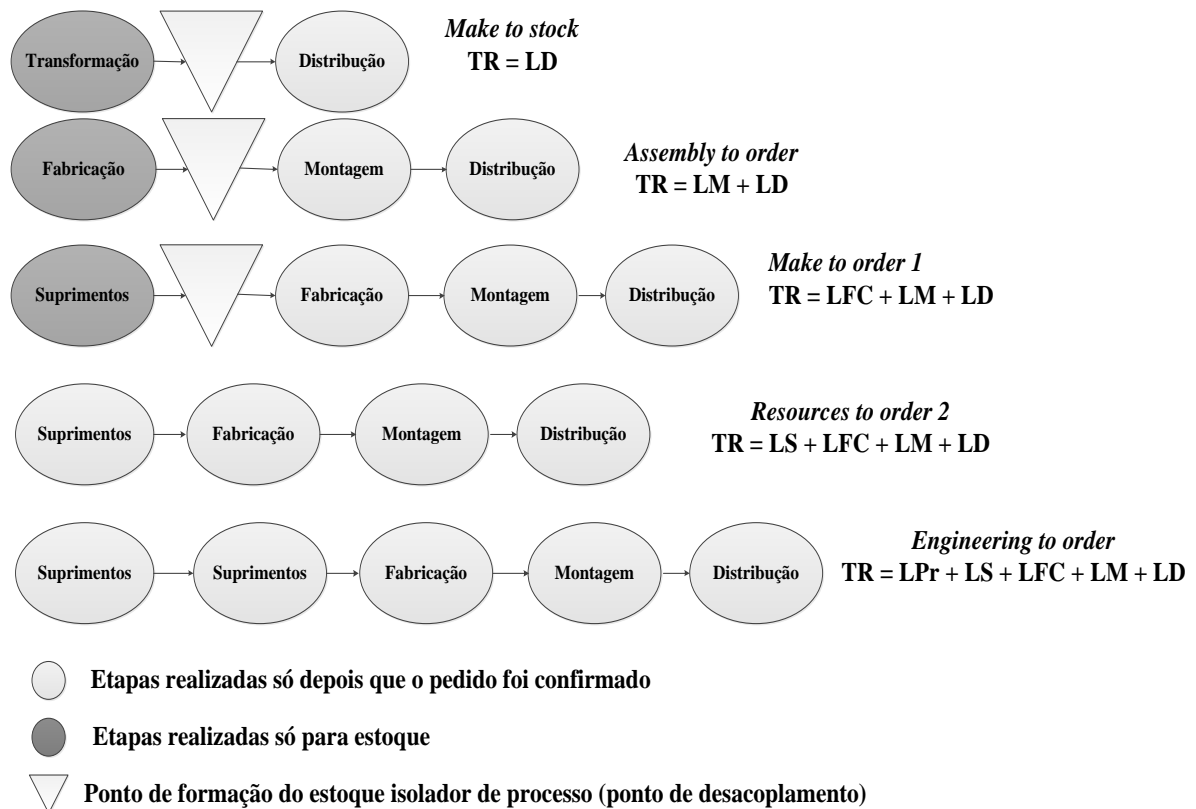 Transformação
Distribução
Make to stock
TR = LD
Fabricação
Montagem
Distribução
Assembly to order
TR = LM + LD
Suprimentos
Fabricação
Montagem
Distribução
Make to order 1
TR = LFC + LM + LD
Suprimentos
Fabricação
Montagem
Distribução
Resources to order 2
TR = LS + LFC + LM + LD
Suprimentos
Suprimentos
Fabricação
Montagem
Distribução
Engineering to order
TR = LPr + LS + LFC + LM + LD
Etapas realizadas só depois que o pedido foi confirmado
Etapas realizadas só para estoque
Ponto de formação do estoque isolador de processo (ponto de desacoplamento)